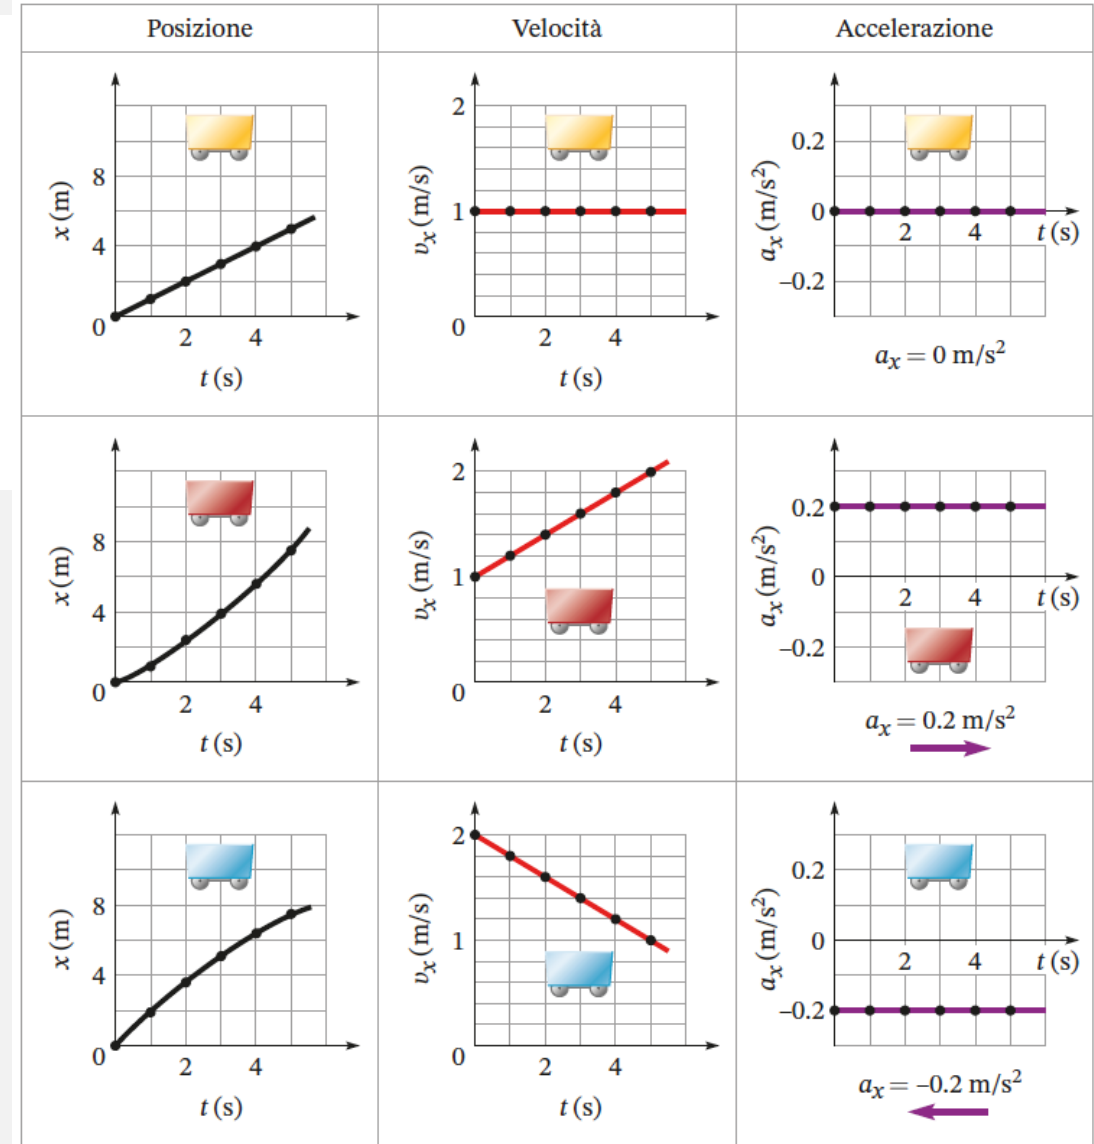 Posizione
Velocità
Accelerazione
x (m)
8
4
0
2
4
t (s)
vx (m/s)
2
1
0
2
4
t (s)
ax (m/s²)
0.2
0
–0.2
2
4
t (s)
ax = 0 m/s²
x (m)
8
4
0
2
4
t (s)
vx (m/s)
2
1
0
2
4
t (s)
ax (m/s²)
0.2
0
–0.2
2
4
t (s)
ax = 0.2 m/s²
x (m)
8
4
0
2
4
t (s)
vx (m/s)
2
1
0
2
4
t (s)
ax (m/s²)
0.2
0
–0.2
2
4
t (s)
ax = –0.2 m/s²